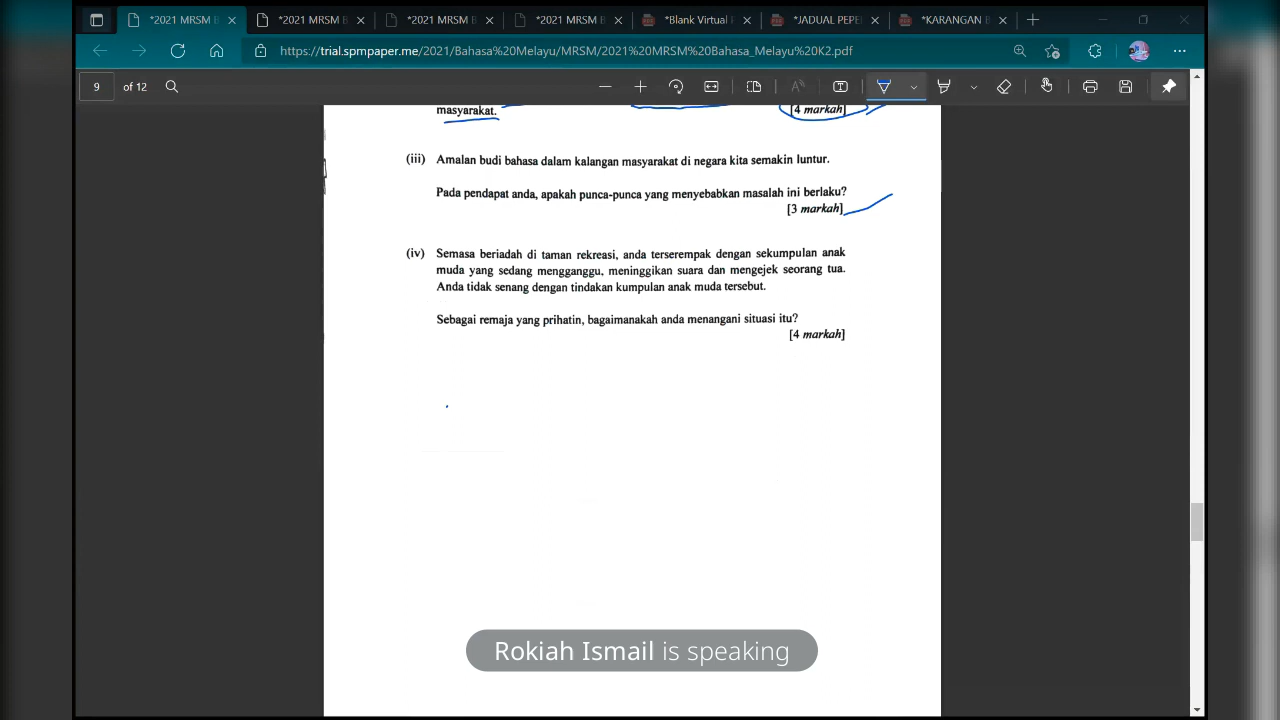 *2021 MRSM B
*2021 MRSM B
*2021 MRSM B
*2021 MRSM B
*Blank Virtual F
*JADUAL PEPE
*KARANGAN B
https://trial.spmpaper.me/2021/Bahasa%20Melayu/MRSM/2021%20MRSM%20Bahasa_Melayu%20K2.pdf
9 of 12
masyarakat.
[4 markah]
(iii) Amalan budi bahasa dalam kalangan masyarakat di negara kita semakin luntur.
Pada pendapat anda, apakah punca-punca yang menyebabkan masalah ini berlaku?
[3 markah]
(iv) Semasa beriadah di taman rekreasi, anda terserempak dengan sekumpulan anak
muda yang sedang mengganggu, meninggikan suara dan mengejek seorang tua.
Anda tidak senang dengan tindakan kumpulan anak muda tersebut.
Sebagai remaja yang prihatin, bagaimanakah anda menangani situasi itu?
[4 markah]
Rokiah Ismail is speaking